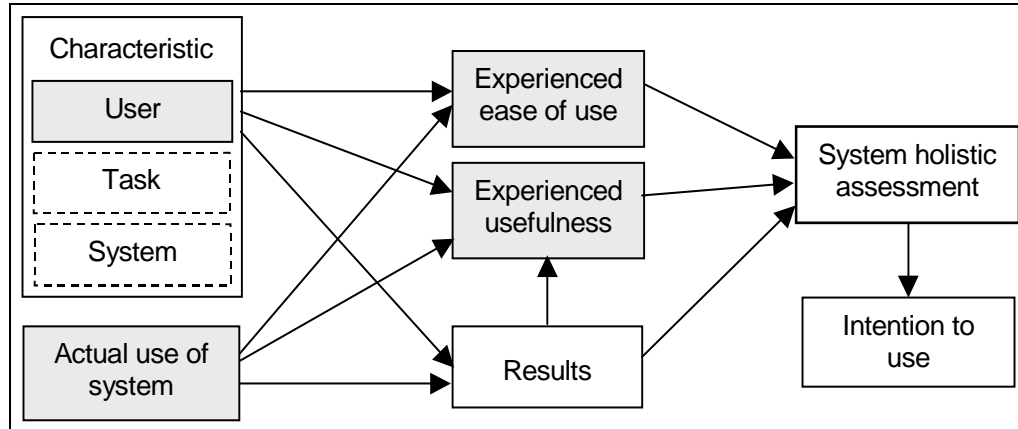 Characteristic
User
Task
System
Actual use of
system
Experienced
ease of use
Experienced
usefulness
Results
System holistic
assessment
Intention to
use